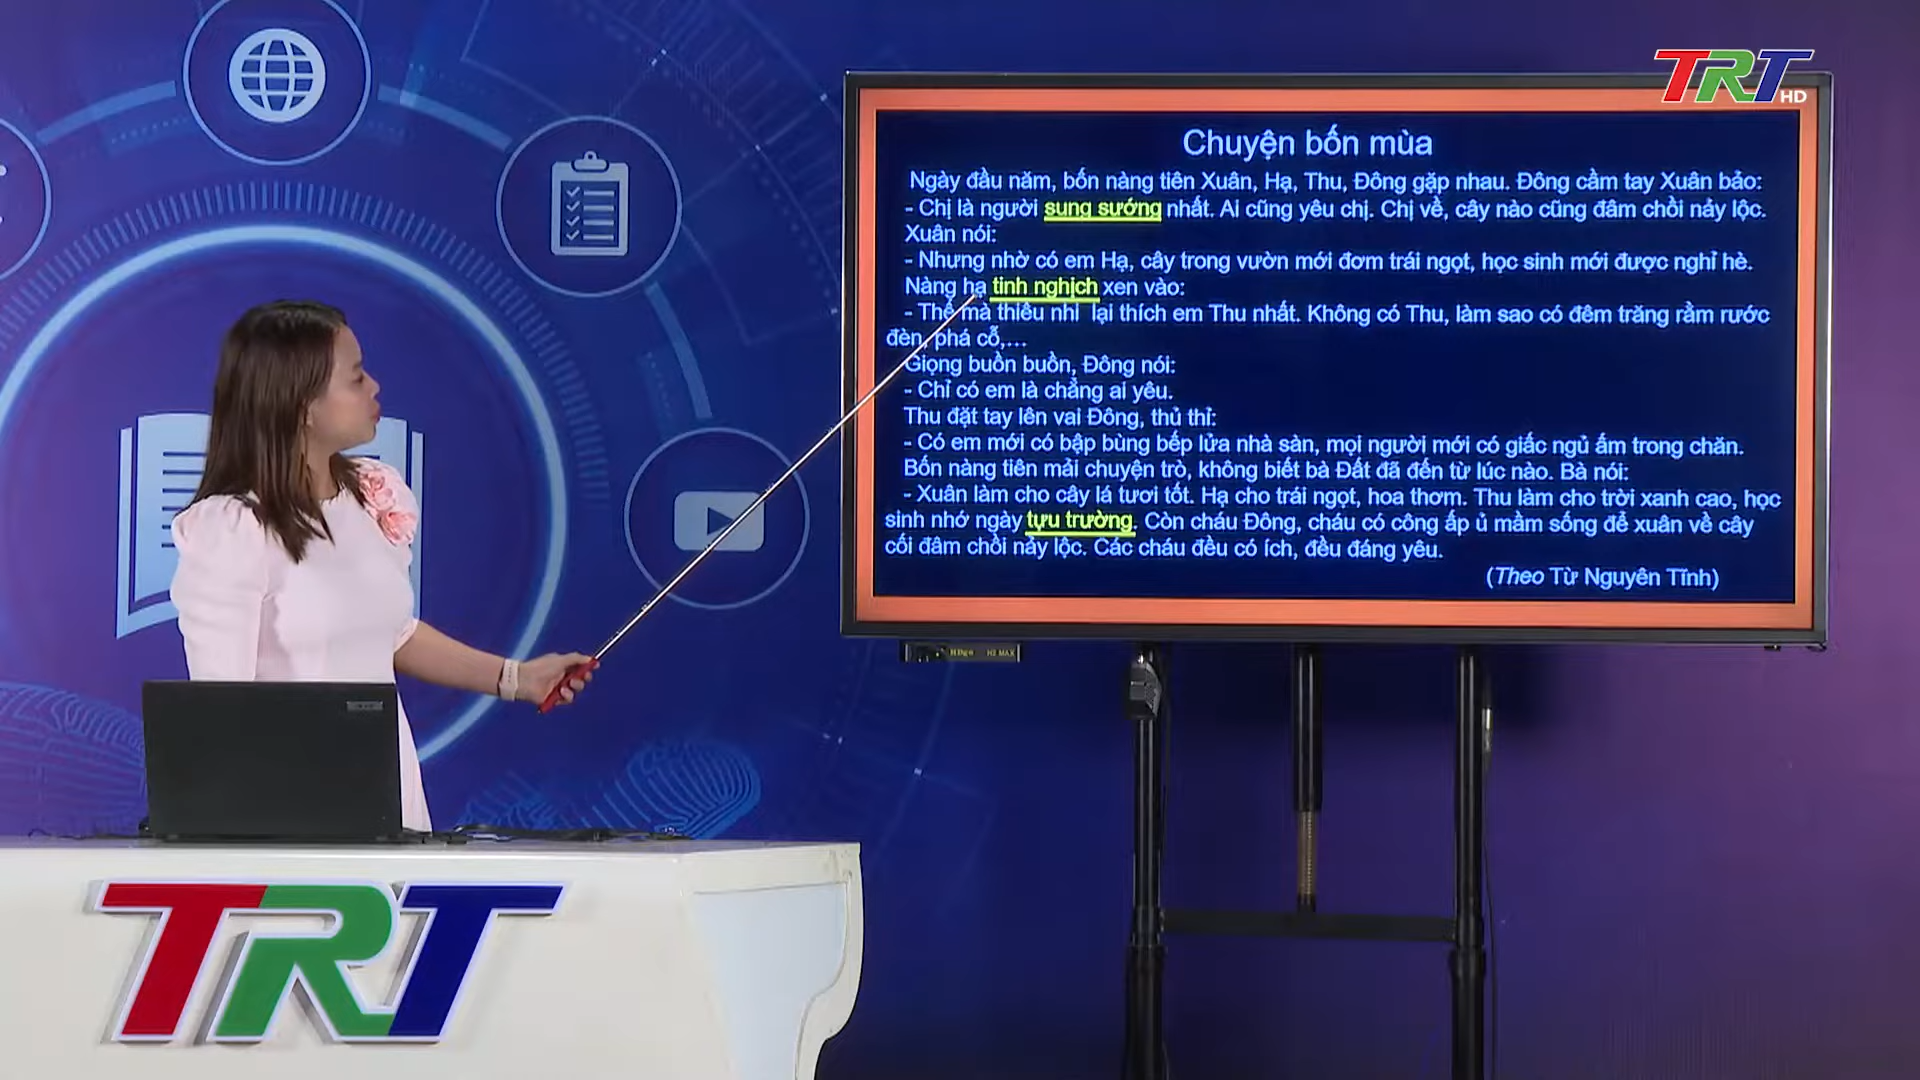 TRT HD
Chuyện bốn mùa
Ngày đầu năm, bốn nàng tiên Xuân, Hạ, Thu, Đông gặp nhau. Đông cầm tay Xuân bảo:
- Chị là người sung sướng nhất. Ai cũng yêu chị. Chị về, cây nào cũng đâm chồi nảy lộc.
Xuân nói:
- Nhưng nhờ có em Hạ, cây trong vườn mới đơm trái ngọt, học sinh mới được nghỉ hè.
Nàng hạ tinh nghịch xen vào:
- Thế mà thiếu nhi lại thích em Thu nhất. Không có Thu, làm sao có đêm trăng rằm rước
đèn, phá cỗ,...
Giọng buồn buồn, Đông nói:
- Chỉ có em là chẳng ai yêu.
Thu đặt tay lên vai Đông, thủ thỉ:
- Có em mới có bập bùng bếp lửa nhà sàn, mọi người mới có giấc ngủ ấm trong chăn.
Bốn nàng tiên mải chuyện trò, không biết bà Đất đã đến từ lúc nào. Bà nói:
- Xuân làm cho cây lá tươi tốt. Hạ cho trái ngọt, hoa thơm. Thu làm cho trời xanh cao, học
sinh nhớ ngày tựu trường. Còn cháu Đông, cháu có công ấp ủ mầm sống để xuân về cây
cối đâm chồi nảy lộc. Các cháu đều có ích, đều đáng yêu.
(Theo Từ Nguyên Tĩnh)
H2 MAX
TRT